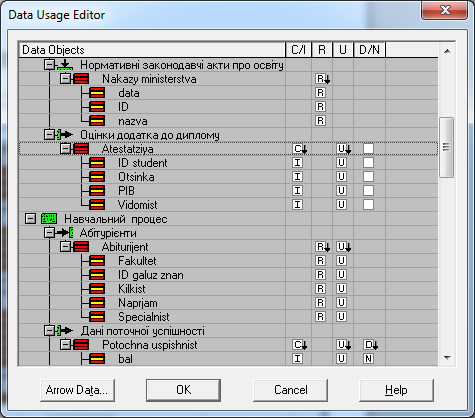 Data Usage Editor
Data Objects C/I R U D/N
Нормативні законодавчі акти про освіту
Nakazy ministerstva R
data R
ID R
nazva R
Оцінки додатка до диплому
Atestatziya C U
ID student I U
Otsinka I U
PIB I U
Vidomist I U
Навчальний процес
Абітурієнти
Abiturijent R U
Fakultet R U
ID galuz znan R U
Kilkist R U
Naprjam R U
Specialnist R U
Дані поточної успішності
Potochna uspishnist C U D
bal I U N
Arrow Data... OK Cancel Help